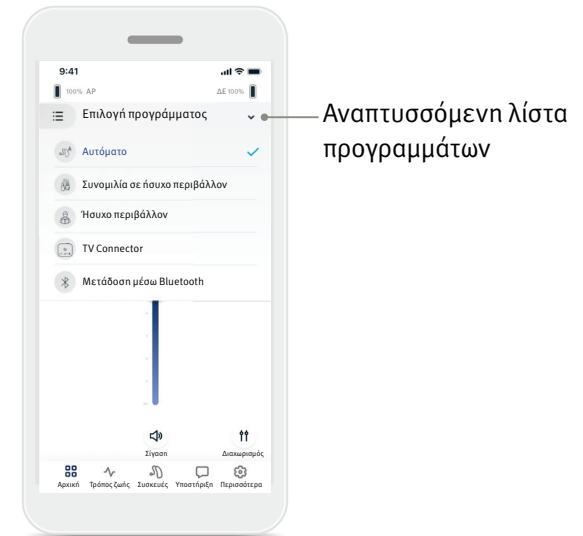 9:41
100% ΑΡ ΔΕ 100%
Επιλογή προγράμματος
Αυτόματο
Συνομιλία σε ήσυχο περιβάλλον
Ήσυχο περιβάλλον
TV Connector
Μετάδοση μέσω Bluetooth
Σίγαση Διαχωρισμός
Αρχική Τρόπος ζωής Συσκευές Υποστήριξη Περισσότερα
Αναπτυσσόμενη λίστα
προγραμμάτων